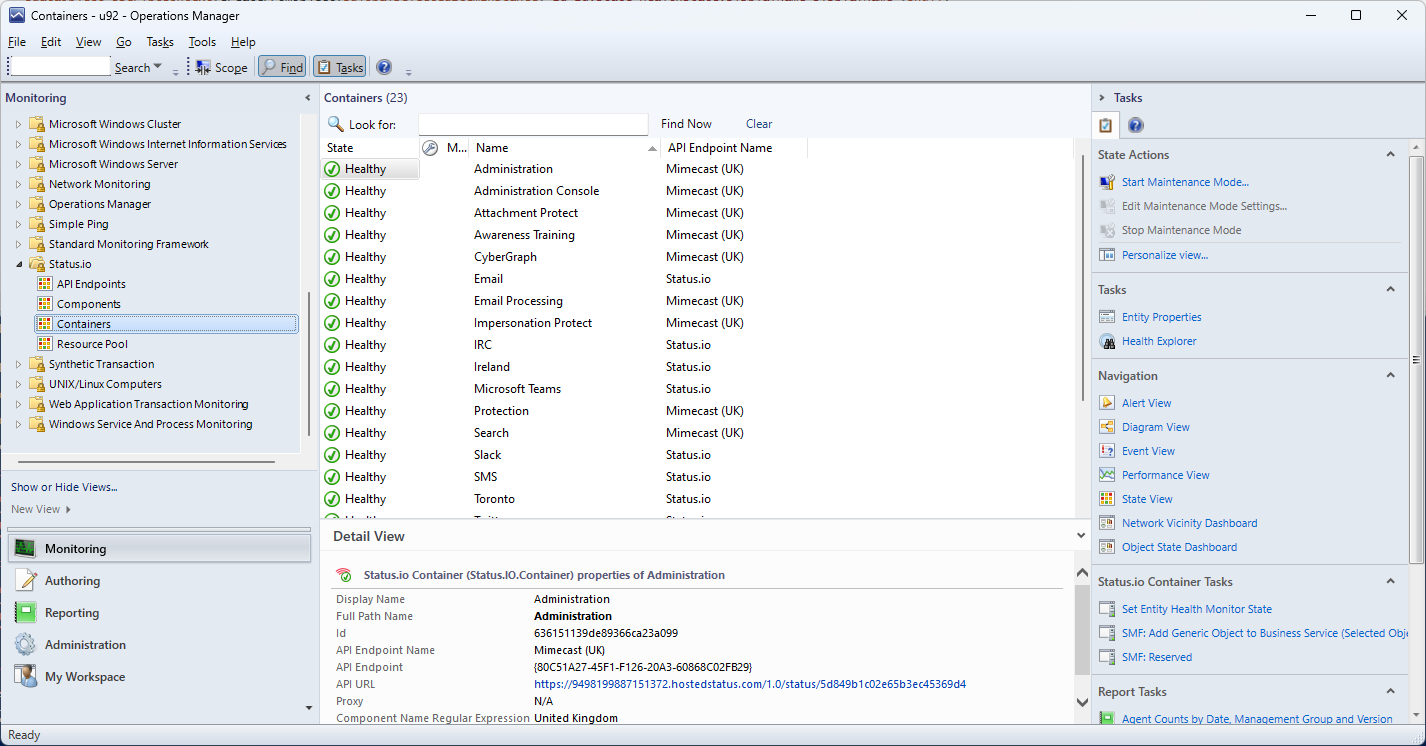 Containers - u92 - Operations Manager
File Edit View Go Tasks Tools Help
Search Scope Find Tasks
Monitoring
Microsoft Windows Cluster
Microsoft Windows Internet Information Services
Microsoft Windows Server
Network Monitoring
Operations Manager
Simple Ping
Standard Monitoring Framework
Status.io
API Endpoints
Components
Containers
Resource Pool
Synthetic Transaction
UNIX/Linux Computers
Web Application Transaction Monitoring
Windows Service And Process Monitoring
Show or Hide Views...
New View
Monitoring
Authoring
Reporting
Administration
My Workspace
Containers (23)
Look for: Find Now Clear
State M... Name API Endpoint Name
Healthy Administration Mimecast (UK)
Healthy Administration Console Mimecast (UK)
Healthy Attachment Protect Mimecast (UK)
Healthy Awareness Training Mimecast (UK)
Healthy CyberGraph Mimecast (UK)
Healthy Email Status.io
Healthy Email Processing Mimecast (UK)
Healthy Impersonation Protect Mimecast (UK)
Healthy IRC Status.io
Healthy Ireland Status.io
Healthy Microsoft Teams Status.io
Healthy Protection Mimecast (UK)
Healthy Search Mimecast (UK)
Healthy Slack Status.io
Healthy SMS Status.io
Healthy Toronto Status.io
Detail View
Status.io Container (Status.IO.Container) properties of Administration
Display Name Administration
Full Path Name Administration
Id 636151139de89366ca23a099
API Endpoint Name Mimecast (UK)
API Endpoint {80C51A27-45F1-F126-20A3-60868C02FB29}
API URL https://9498199887151372.hostedstatus.com/1.0/status/5d849b1c02e65b3ec45369d4
Proxy N/A
Component Name Regular Expression United Kingdom
Tasks
State Actions
Start Maintenance Mode...
Edit Maintenance Mode Settings...
Stop Maintenance Mode
Personalize view...
Tasks
Entity Properties
Health Explorer
Navigation
Alert View
Diagram View
Event View
Performance View
State View
Network Vicinity Dashboard
Object State Dashboard
Status.io Container Tasks
Set Entity Health Monitor State
SMF: Add Generic Object to Business Service (Selected Obje
SMF: Reserved
Report Tasks
Agent Counts by Date, Management Group and Version
Ready